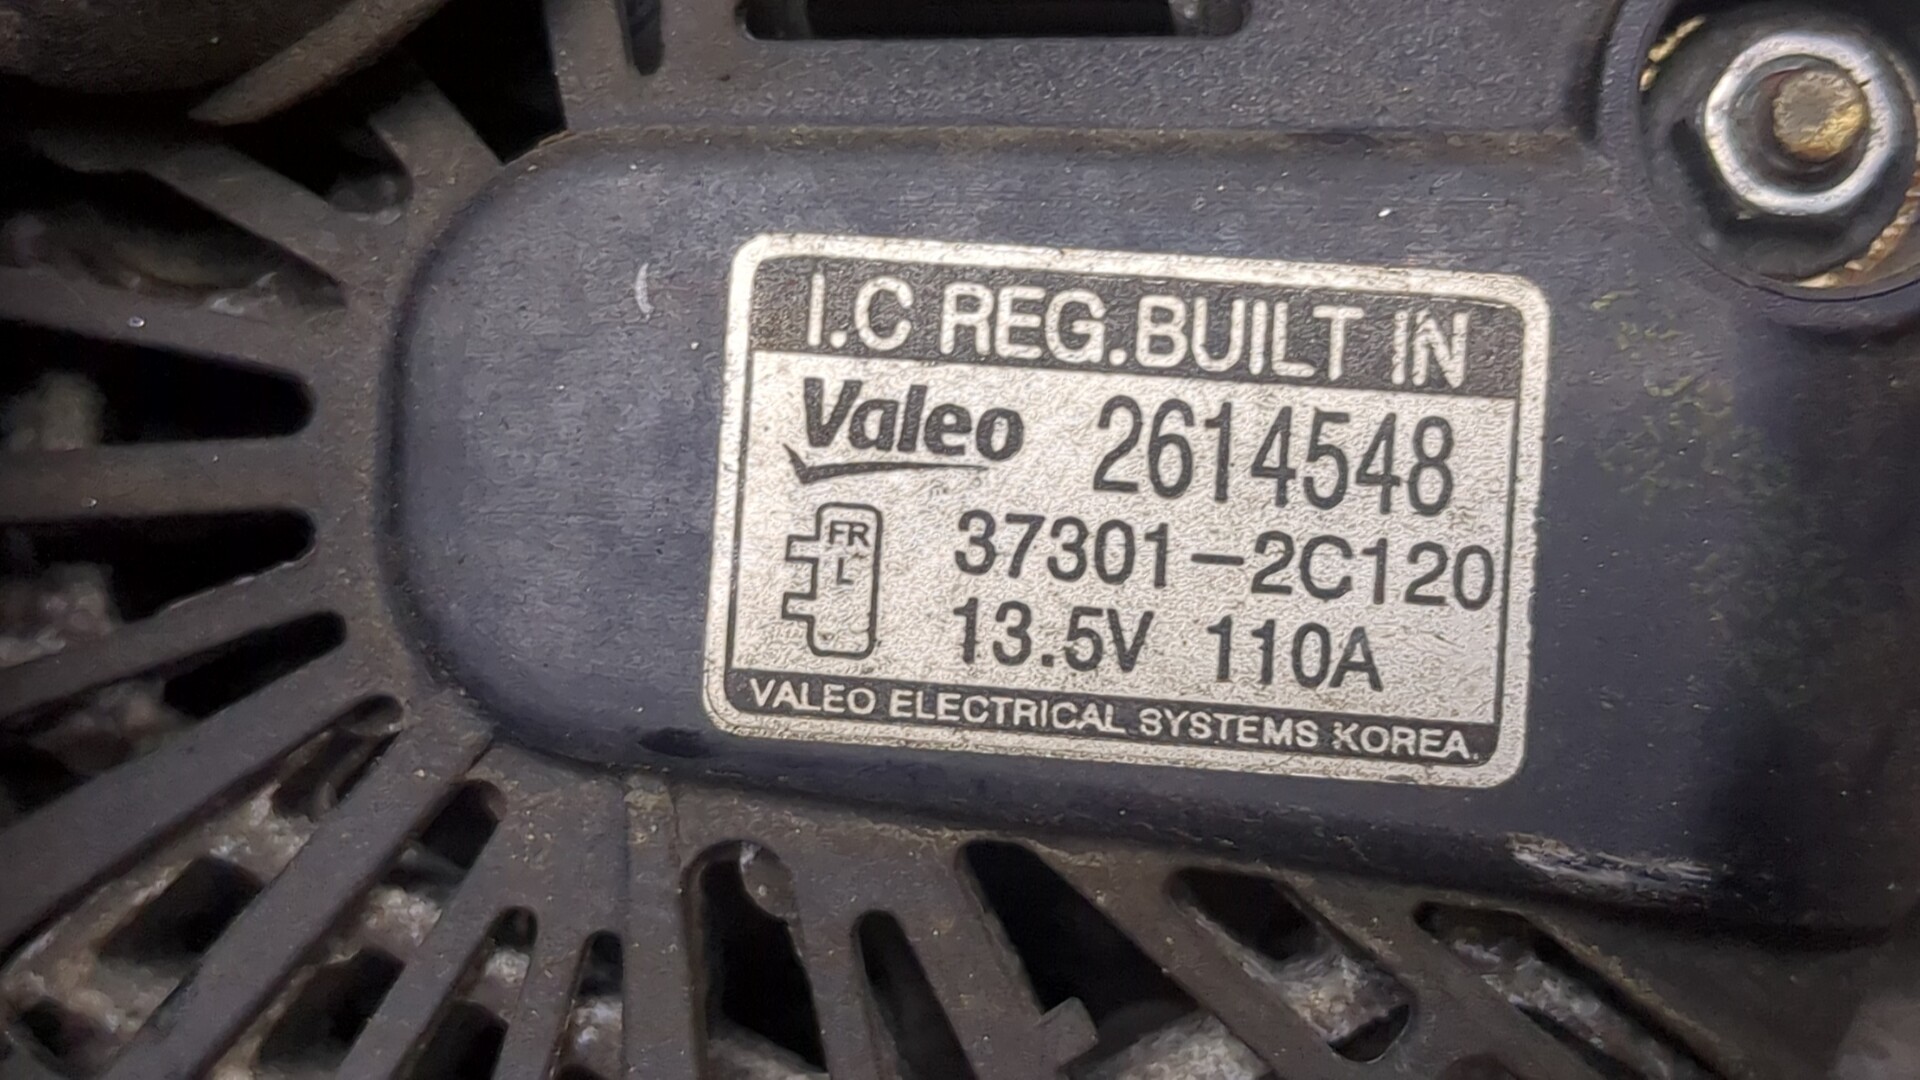 I.C REG.BUILT IN
Valeo 2614548
FR
L
37301-2C120
13.5V 110A
VALEO ELECTRICAL SYSTEMS KOREA.